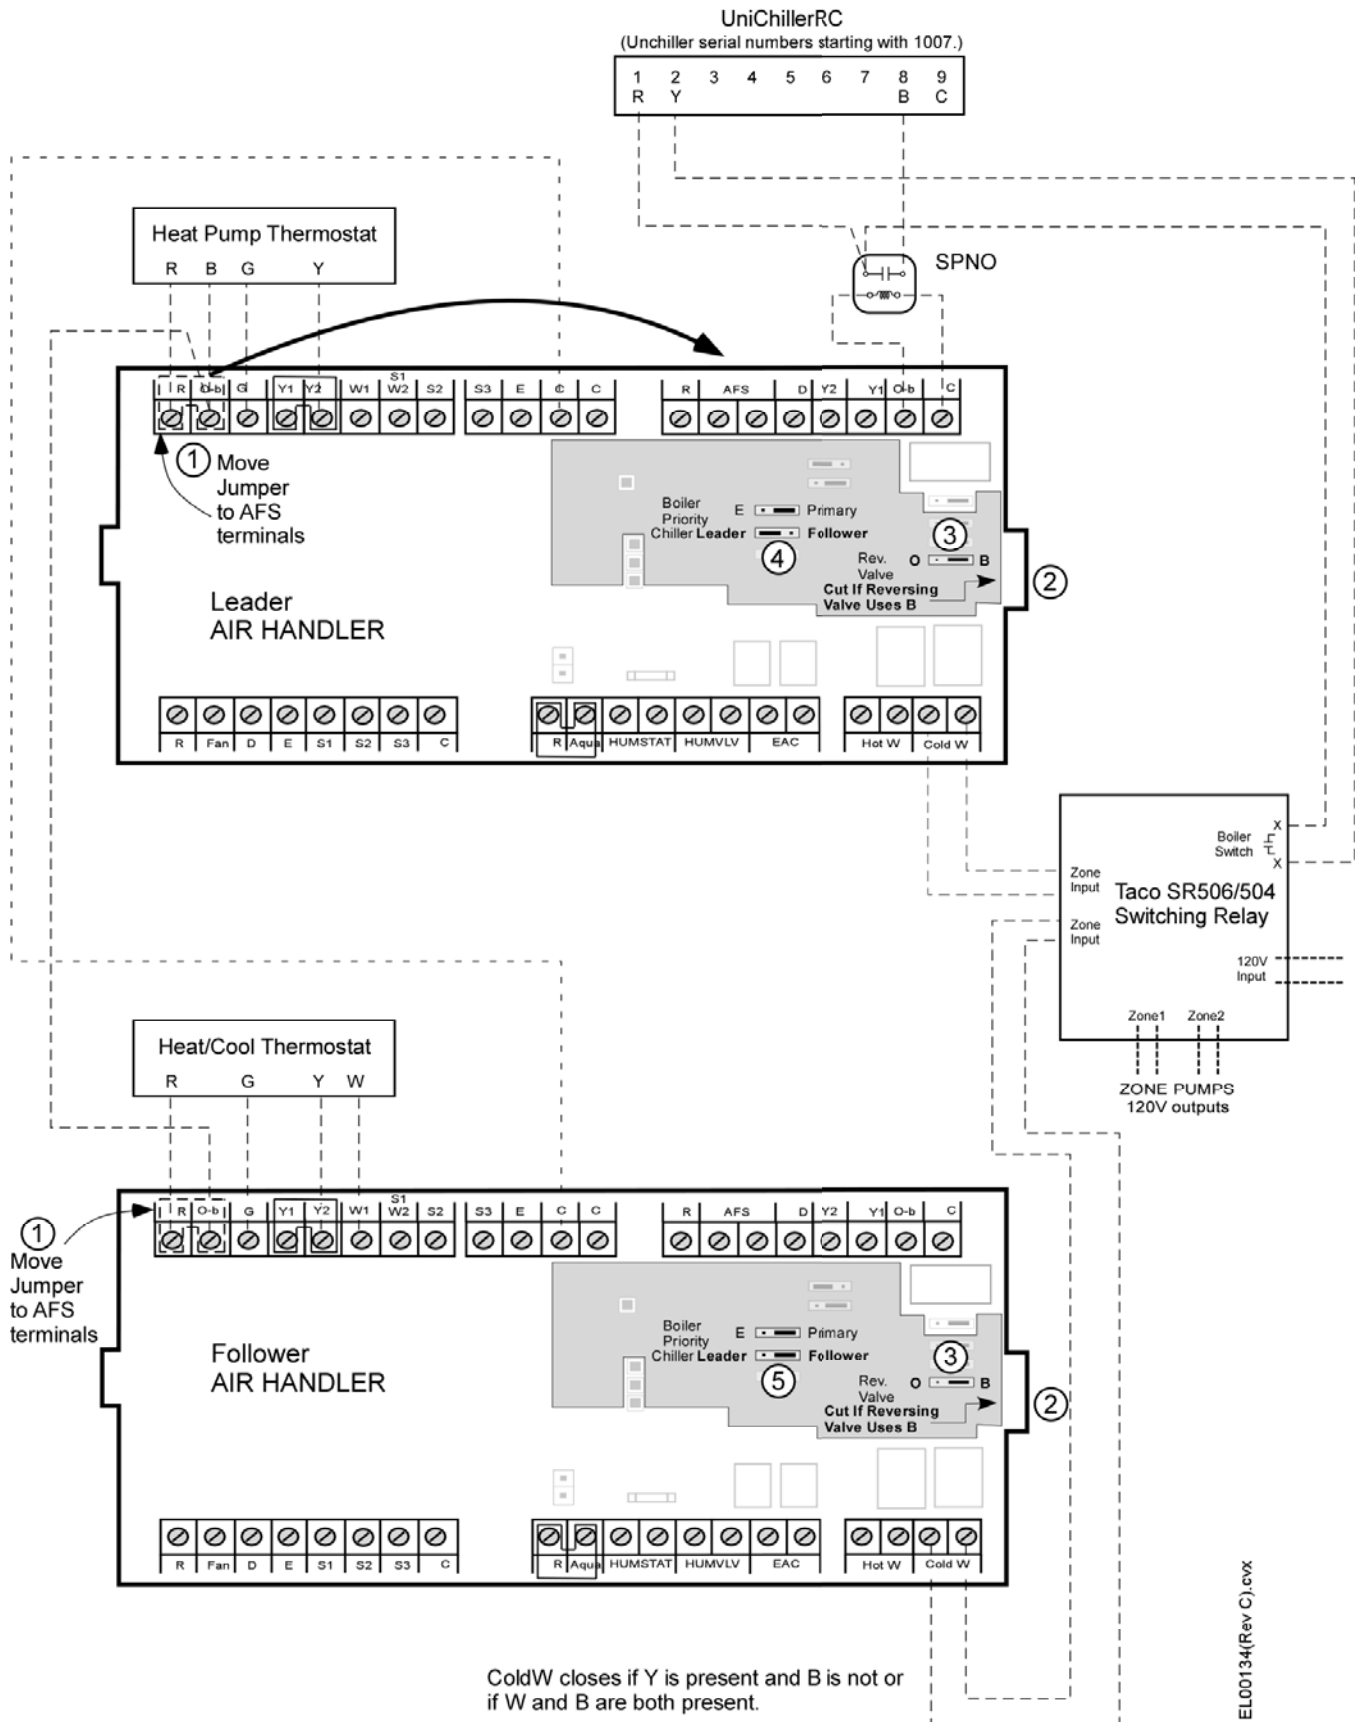 UniChillerRC
(Unchiller serial numbers starting with 1007.)
1 2 3 4 5 6 7 8 9
R Y B C
Heat Pump Thermostat
R B G Y
SPNO
S1
R O-b G Y1 Y2 W1 W2 S2 S3 E C C R AFS D Y2 Y1 O-b C
1 Move
Jumper
to AFS
terminals
Boiler
Priority
E Primary
Chiller Leader Follower
4
3
Rev.
Valve
O B
Cut If Reversing
Valve Uses B
2
Leader
AIR HANDLER
R Fan D E S1 S2 S3 C R Aqua HUMSTAT HUMVLV EAC Hot W Cold W
Boiler
Switch
X
X
Zone
Input
Taco SR506/504
Switching Relay
Zone
Input
120V
Input
Zone1 Zone2
ZONE PUMPS
120V outputs
Heat/Cool Thermostat
R G Y W
S1
R O-b G Y1 Y2 W1 W2 S2 S3 E C C R AFS D Y2 Y1 O-b C
1
Move
Jumper
to AFS
terminals
Boiler
Priority
E Primary
Chiller Leader Follower
5
3
Rev.
Valve
O B
Cut If Reversing
Valve Uses B
2
Follower
AIR HANDLER
R Fan D E S1 S2 S3 C R Aqua HUMSTAT HUMVLV EAC Hot W Cold W
ColdW closes if Y is present and B is not or
if W and B are both present.
EL00134(Rev C).cvx